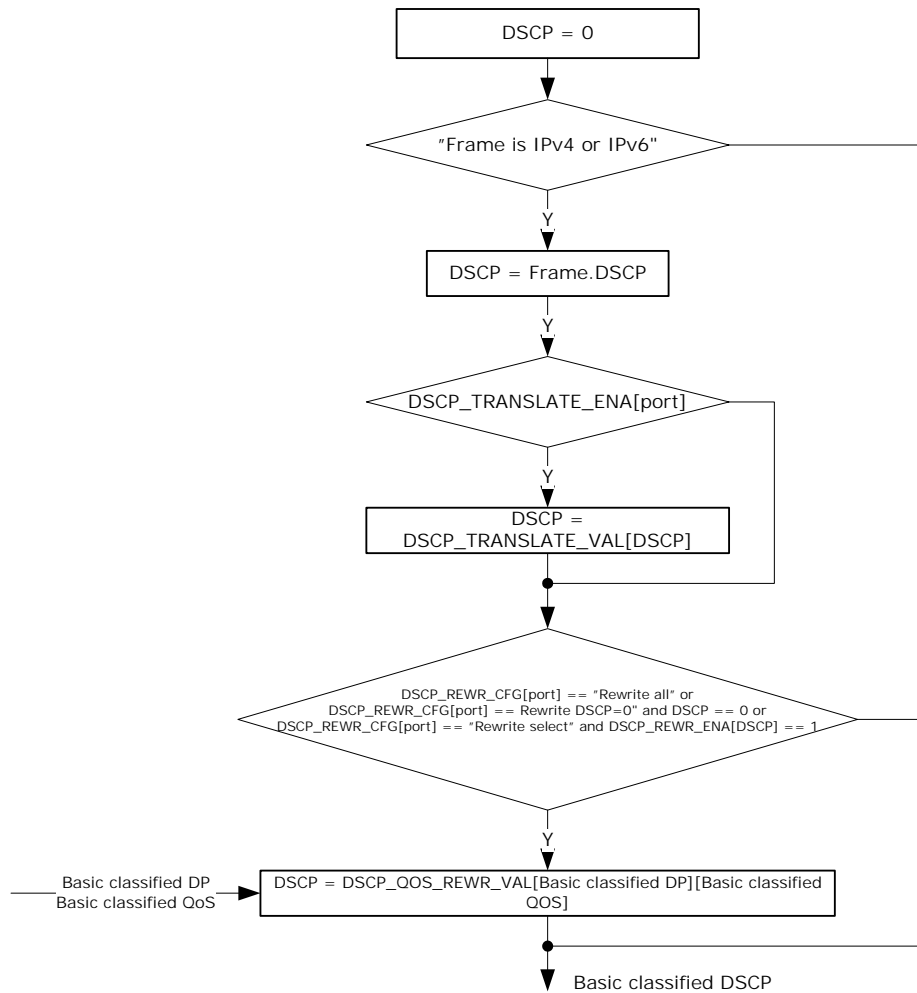 DSCP = 0
"Frame is IPv4 or IPv6"
Y
DSCP = Frame.DSCP
Y
DSCP_TRANSLATE_ENA[port]
Y
DSCP =
DSCP_TRANSLATE_VAL[DSCP]
DSCP_REWR_CFG[port] == "Rewrite all" or
DSCP_REWR_CFG[port] == Rewrite DSCP=0" and DSCP == 0 or
DSCP_REWR_CFG[port] == "Rewrite select" and DSCP_REWR_ENA[DSCP] == 1
Y
Basic classified DP
Basic classified QoS
DSCP = DSCP_QOS_REWR_VAL[Basic classified DP][Basic classified
QOS]
Basic classified DSCP